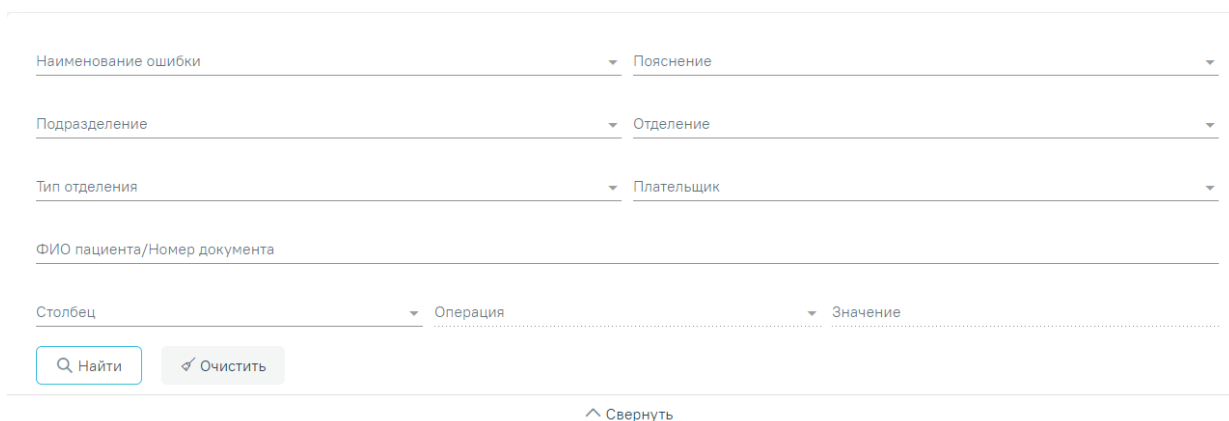 Наименование ошибки Пояснение
Подразделение Отделение
Тип отделения Плательщик
ФИО пациента/Номер документа
Столбец Операция Значение
Найти Очистить
Свернуть